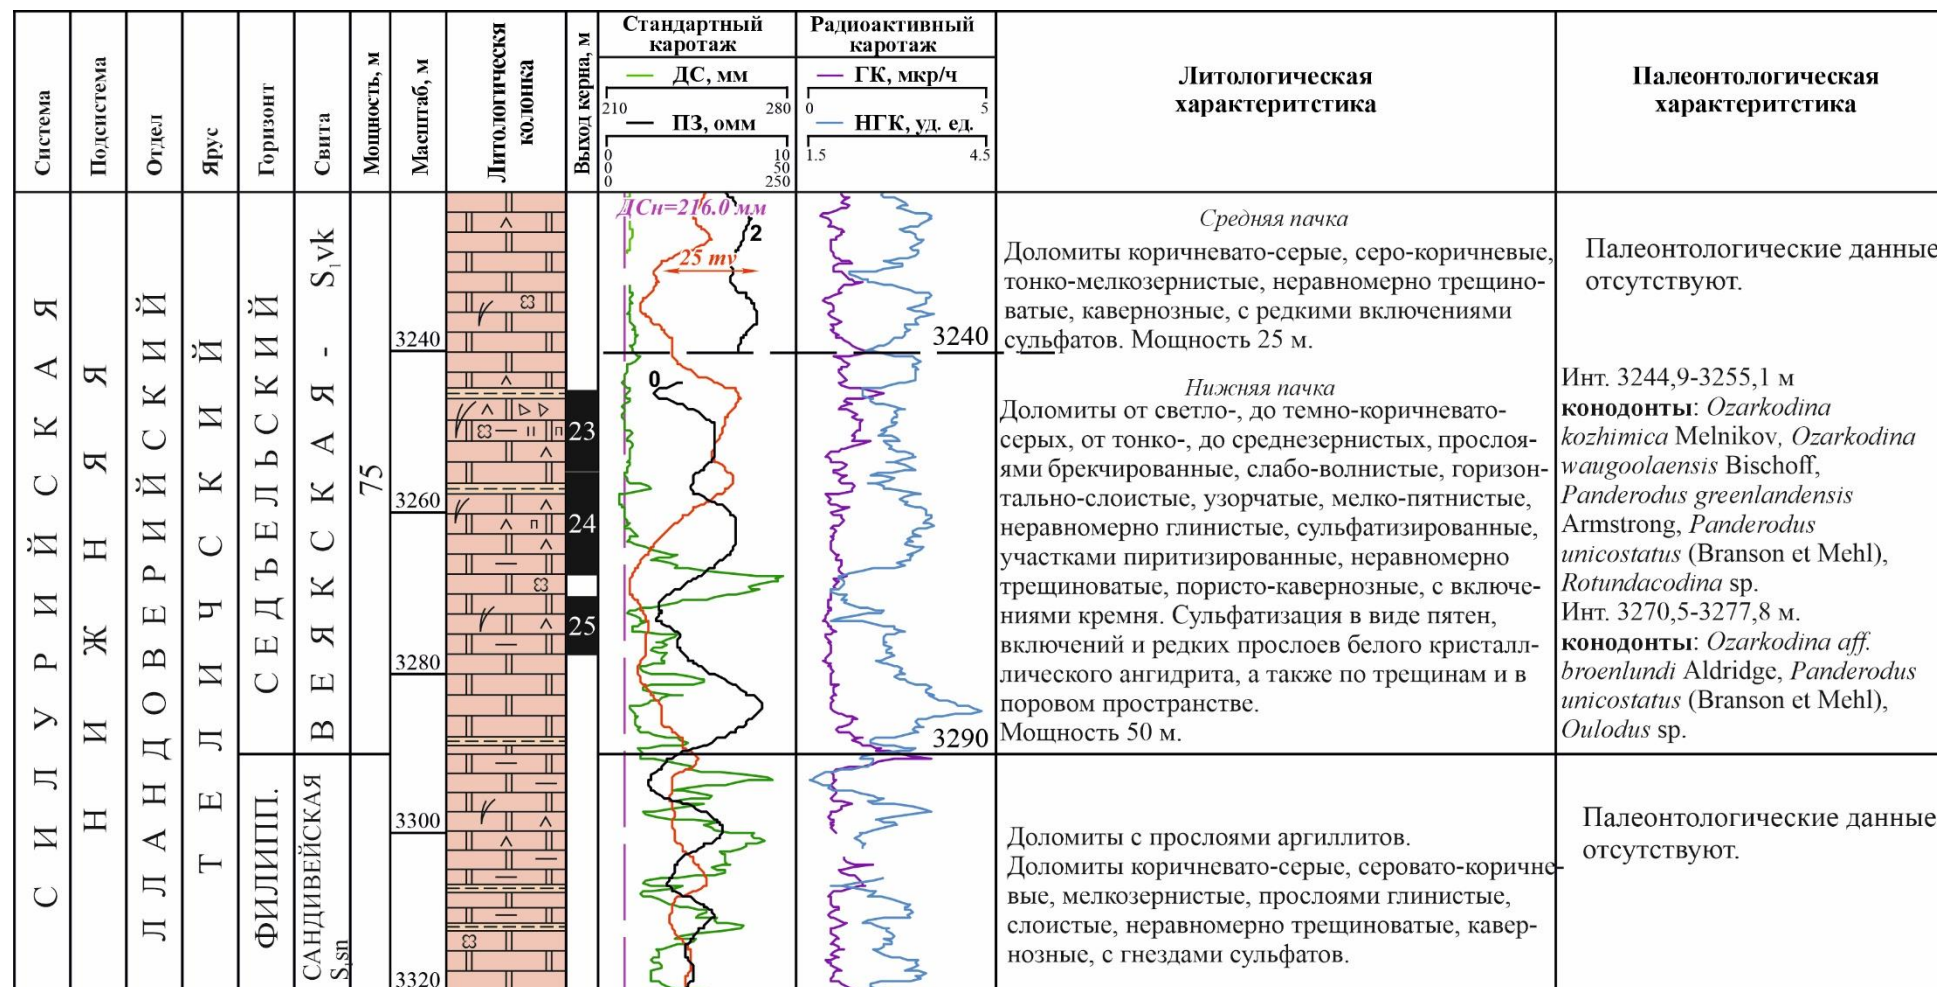 Система
Подсистема
Отдел
Ярус
Горизонт
Свита
Мощность, м
Масштаб, м
Литологическя
колонка
Выход керна, м
Стандартный
каротаж
ДС, мм
210 280
ПЗ, омм
0 10
0 50
0 250
Радиоактивный
каротаж
ГК, мкр/ч
0 5
НГК, уд. ед.
1.5 4.5
Литологическая
характеритстика
Палеонтологическая
характеритстика
СИЛУРИЙСКАЯ
НИЖНЯЯ
ЛЛАНДОВЕРИЙСКИЙ
ТЕЛИЧСКИЙ
СЕДЪЕЛЬСКИЙ
ВЕЯКСКАЯ - S₁vk
75
ФИЛИПП.
САНДИВЕЙСКАЯ
S₁sn
3240
3260
3280
3300
3320
23
24
25
ДСн=216.0 мм
2
25 mv
0
3240
3290
Средняя пачка
Доломиты коричневато-серые, серо-коричневые,
тонко-мелкозернистые, неравномерно трещино-
ватые, кавернозные, с редкими включениями
сульфатов. Мощность 25 м.
Нижняя пачка
Доломиты от светло-, до темно-коричневато-
серых, от тонко-, до среднезернистых, прослоя-
ями брекчированные, слабо-волнистые, горизон-
тально-слоистые, узорчатые, мелко-пятнистые,
неравномерно глинистые, сульфатизированные,
участками пиритизированные, неравномерно
трещиноватые, пористо-кавернозные, с включе-
ниями кремня. Сульфатизация в виде пятен,
включений и редких прослоев белого кристалл-
лического ангидрита, а также по трещинам и в
поровом пространстве.
Мощность 50 м.
Доломиты с прослоями аргиллитов.
Доломиты коричневато-серые, серовато-коричне-
вые, мелкозернистые, прослоями глинистые,
слоистые, неравномерно трещиноватые, кавер-
нозные, с гнездами сульфатов.
Палеонтологические данные
отсутствуют.
Инт. 3244,9-3255,1 м
конодонты: Ozarkodina
kozhimica Melnikov, Ozarkodina
waugoolaensis Bischoff,
Panderodus greenlandensis
Armstrong, Panderodus
unicostatus (Branson et Mehl),
Rotundacodina sp.
Инт. 3270,5-3277,8 м.
конодонты: Ozarkodina aff.
broenlundi Aldridge, Panderodus
unicostatus (Branson et Mehl),
Oulodus sp.
Палеонтологические данные
отсутствуют.